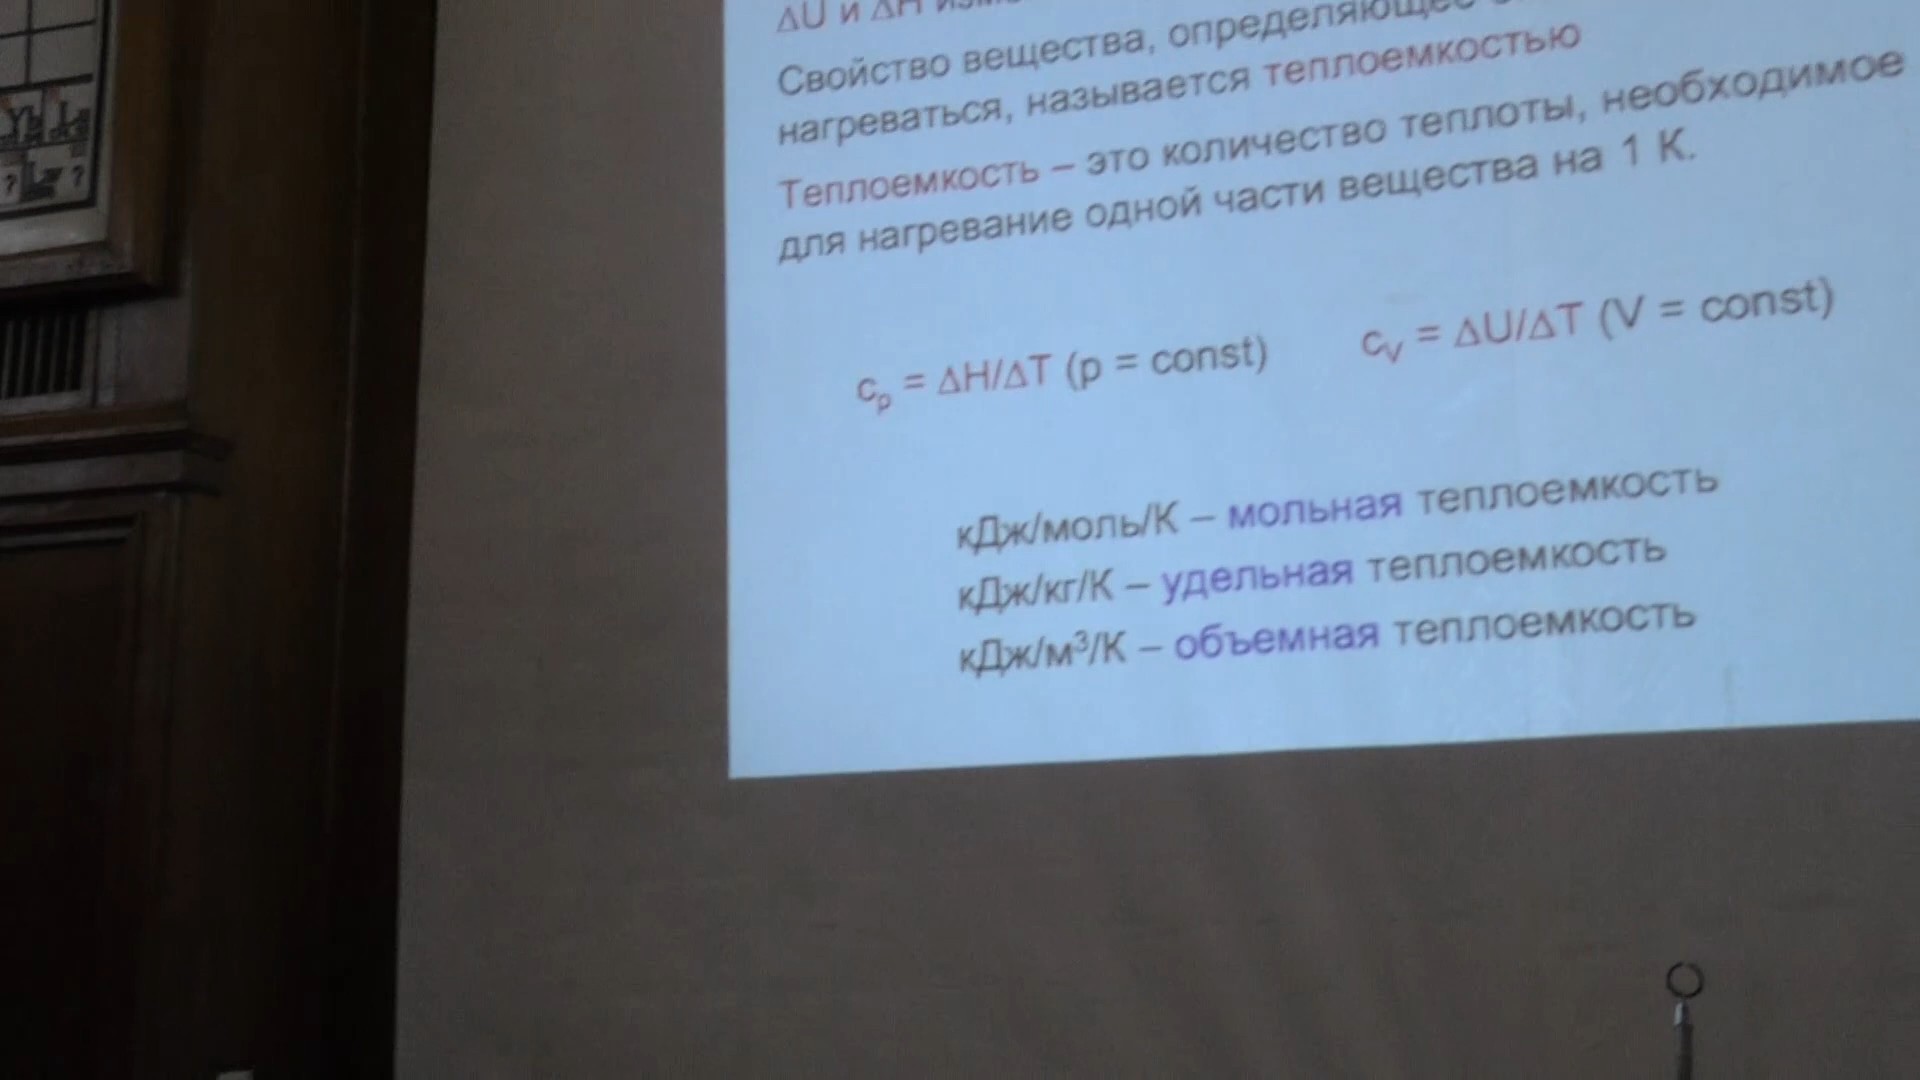 ΔU и ΔH
Свойство вещества, определяющее
нагреваться, называется теплоемкостью
Теплоемкость – это количество теплоты, необходимое
для нагревание одной части вещества на 1 К.
cp = ΔH/ΔT (p = const) cV = ΔU/ΔT (V = const)
кДж/моль/К – мольная теплоемкость
кДж/кг/К – удельная теплоемкость
кДж/м³/К – объемная теплоемкость